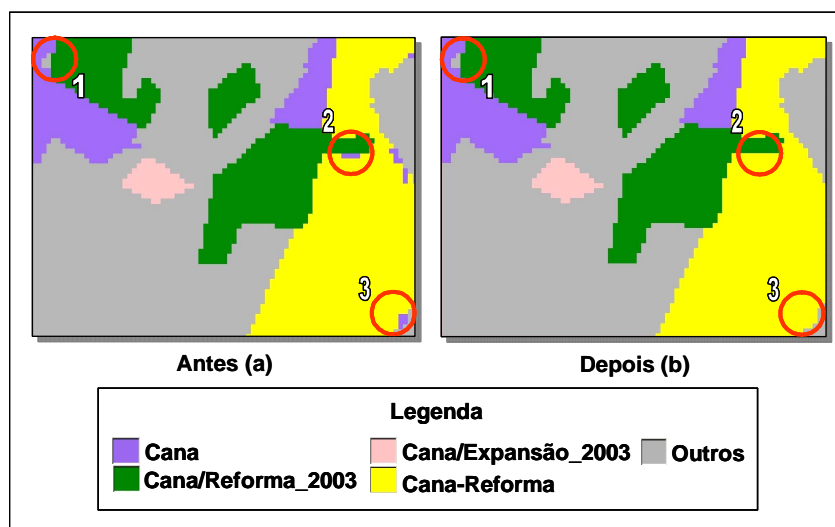 1
2
3
1
2
3
Antes (a)
Depois (b)
Legenda
Cana
Cana/Expansão_2003
Outros
Cana/Reforma_2003
Cana-Reforma